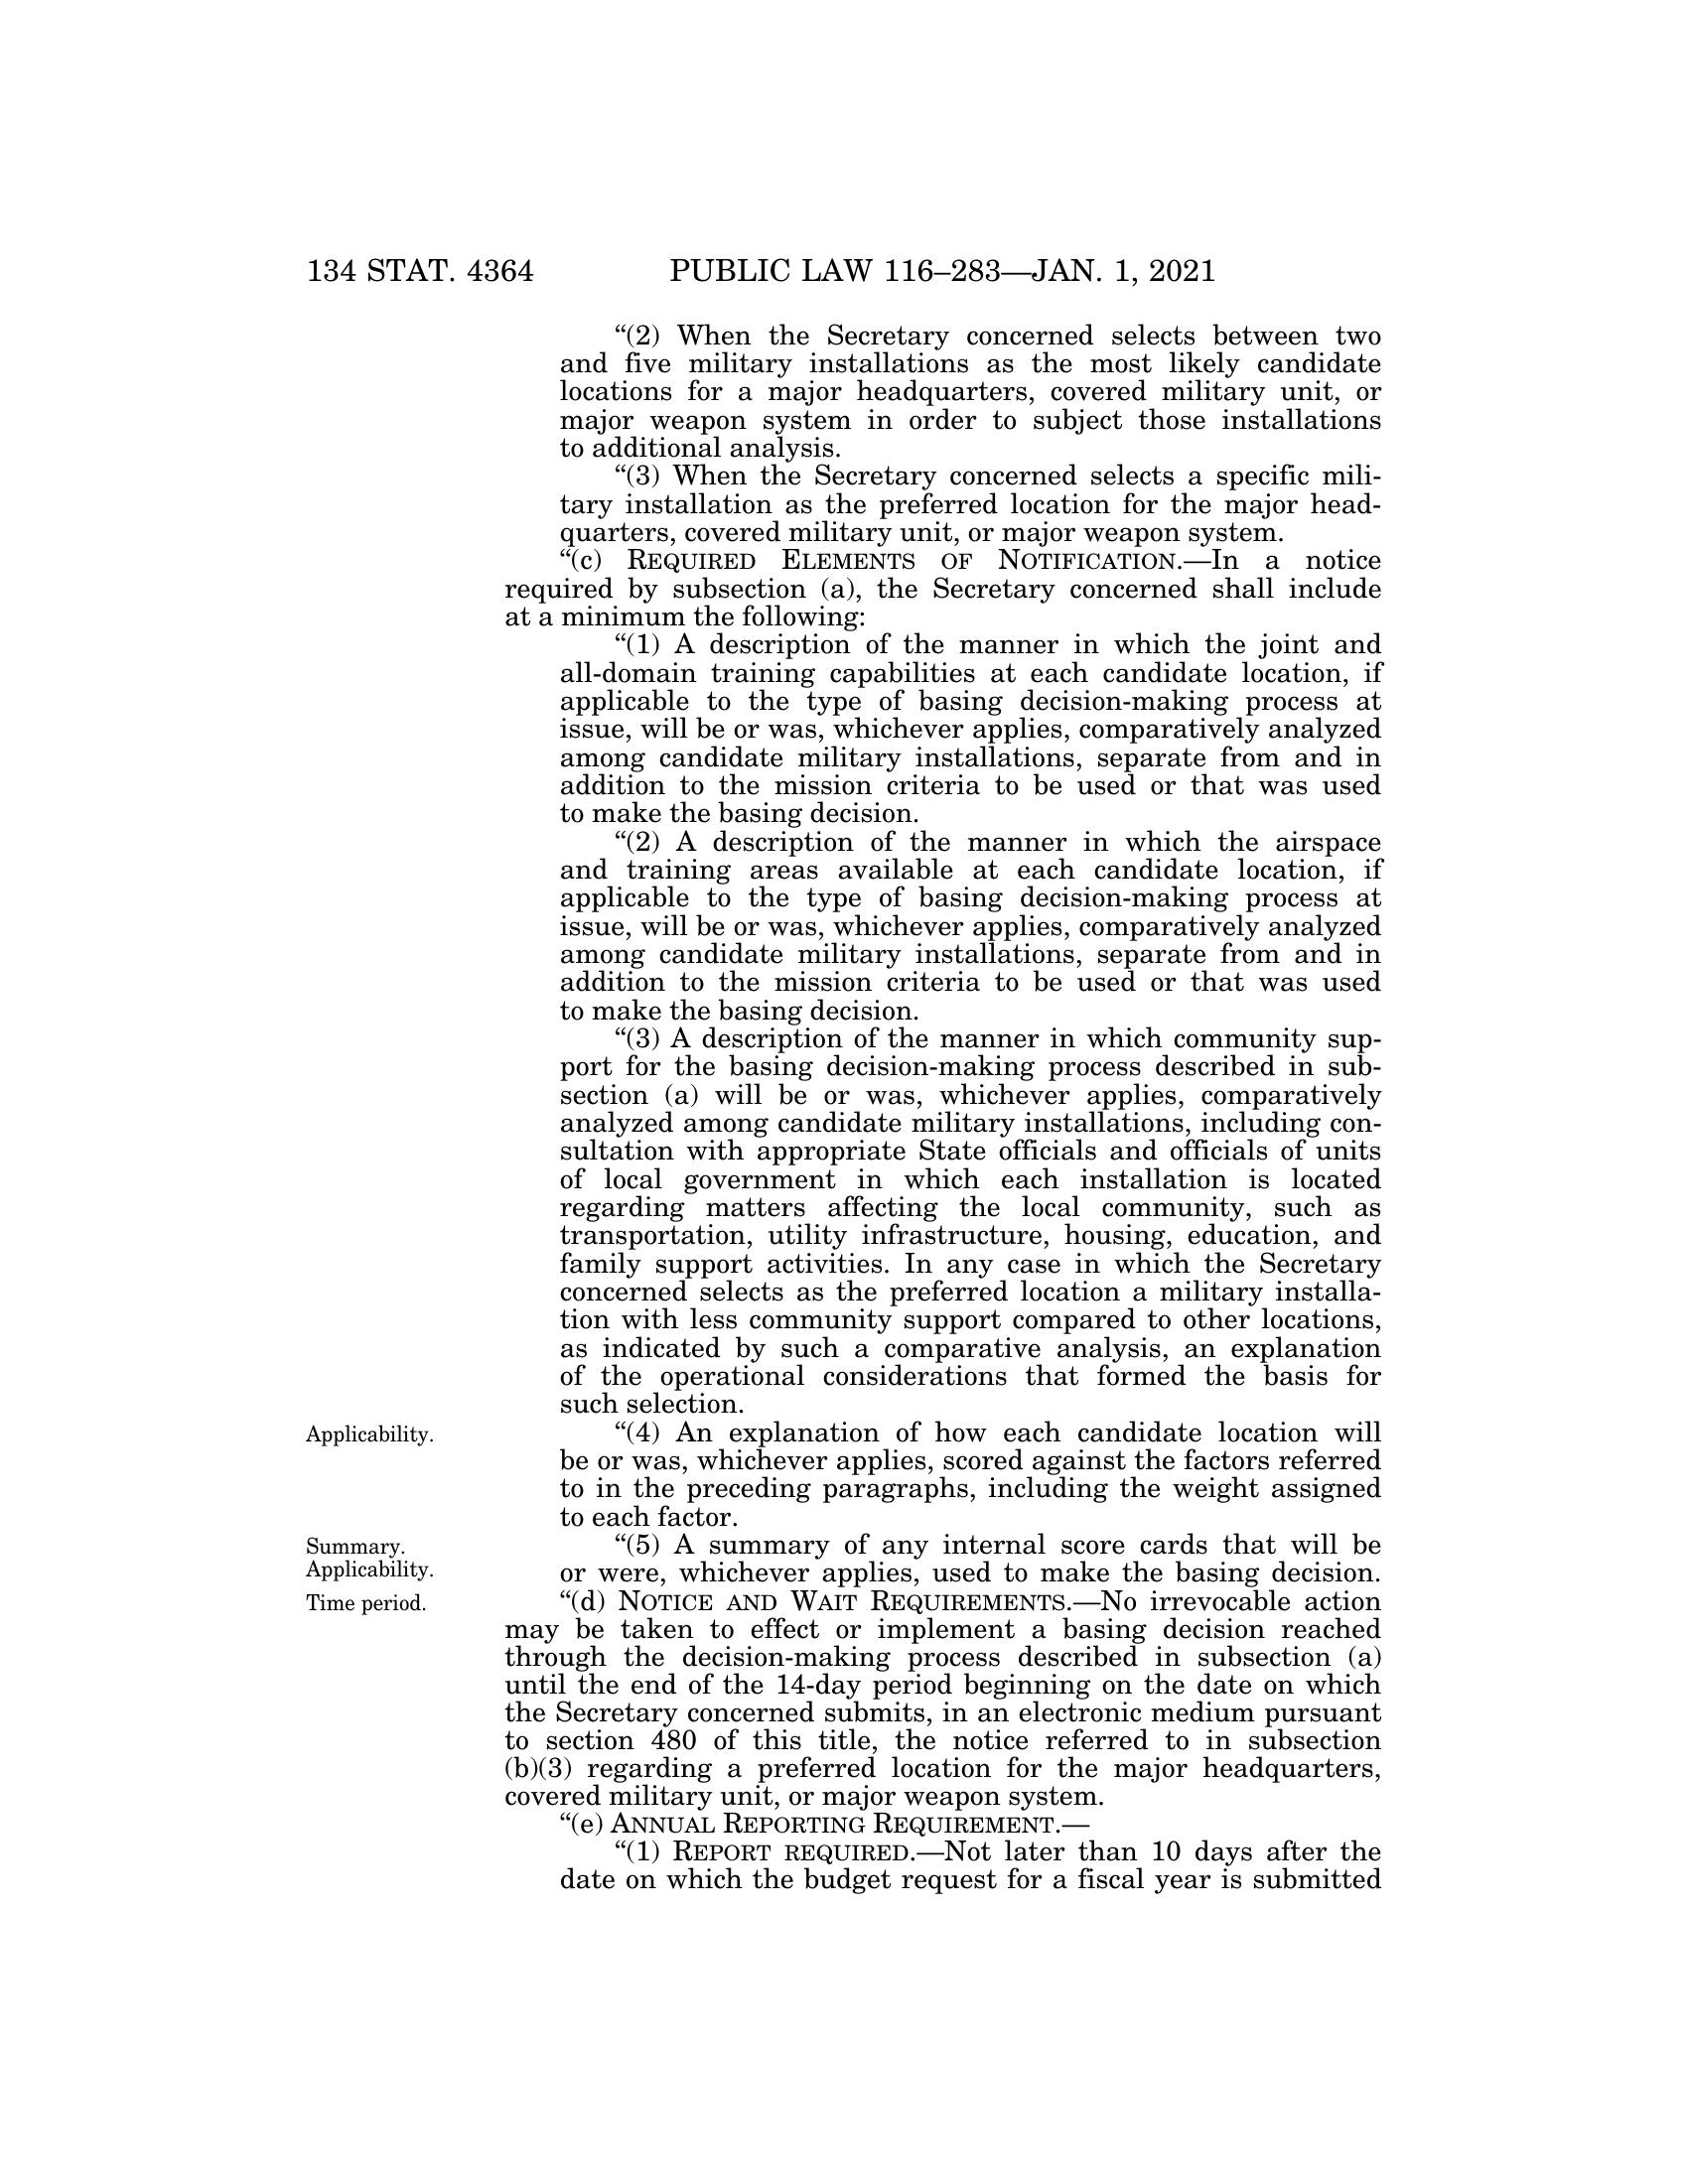 134 STAT. 4364 PUBLIC LAW 116–283—JAN. 1, 2021
“(2) When the Secretary concerned selects between two
and five military installations as the most likely candidate
locations for a major headquarters, covered military unit, or
major weapon system in order to subject those installations
to additional analysis.
“(3) When the Secretary concerned selects a specific mili-
tary installation as the preferred location for the major head-
quarters, covered military unit, or major weapon system.
“(c) REQUIRED ELEMENTS OF NOTIFICATION.—In a notice
required by subsection (a), the Secretary concerned shall include
at a minimum the following:
“(1) A description of the manner in which the joint and
all-domain training capabilities at each candidate location, if
applicable to the type of basing decision-making process at
issue, will be or was, whichever applies, comparatively analyzed
among candidate military installations, separate from and in
addition to the mission criteria to be used or that was used
to make the basing decision.
“(2) A description of the manner in which the airspace
and training areas available at each candidate location, if
applicable to the type of basing decision-making process at
issue, will be or was, whichever applies, comparatively analyzed
among candidate military installations, separate from and in
addition to the mission criteria to be used or that was used
to make the basing decision.
“(3) A description of the manner in which community sup-
port for the basing decision-making process described in sub-
section (a) will be or was, whichever applies, comparatively
analyzed among candidate military installations, including con-
sultation with appropriate State officials and officials of units
of local government in which each installation is located
regarding matters affecting the local community, such as
transportation, utility infrastructure, housing, education, and
family support activities. In any case in which the Secretary
concerned selects as the preferred location a military installa-
tion with less community support compared to other locations,
as indicated by such a comparative analysis, an explanation
of the operational considerations that formed the basis for
such selection.
Applicability.
“(4) An explanation of how each candidate location will
be or was, whichever applies, scored against the factors referred
to in the preceding paragraphs, including the weight assigned
to each factor.
Summary.
Applicability.
“(5) A summary of any internal score cards that will be
or were, whichever applies, used to make the basing decision.
Time period.
“(d) NOTICE AND WAIT REQUIREMENTS.—No irrevocable action
may be taken to effect or implement a basing decision reached
through the decision-making process described in subsection (a)
until the end of the 14-day period beginning on the date on which
the Secretary concerned submits, in an electronic medium pursuant
to section 480 of this title, the notice referred to in subsection
(b)(3) regarding a preferred location for the major headquarters,
covered military unit, or major weapon system.
“(e) ANNUAL REPORTING REQUIREMENT.—
“(1) REPORT REQUIRED.—Not later than 10 days after the
date on which the budget request for a fiscal year is submitted